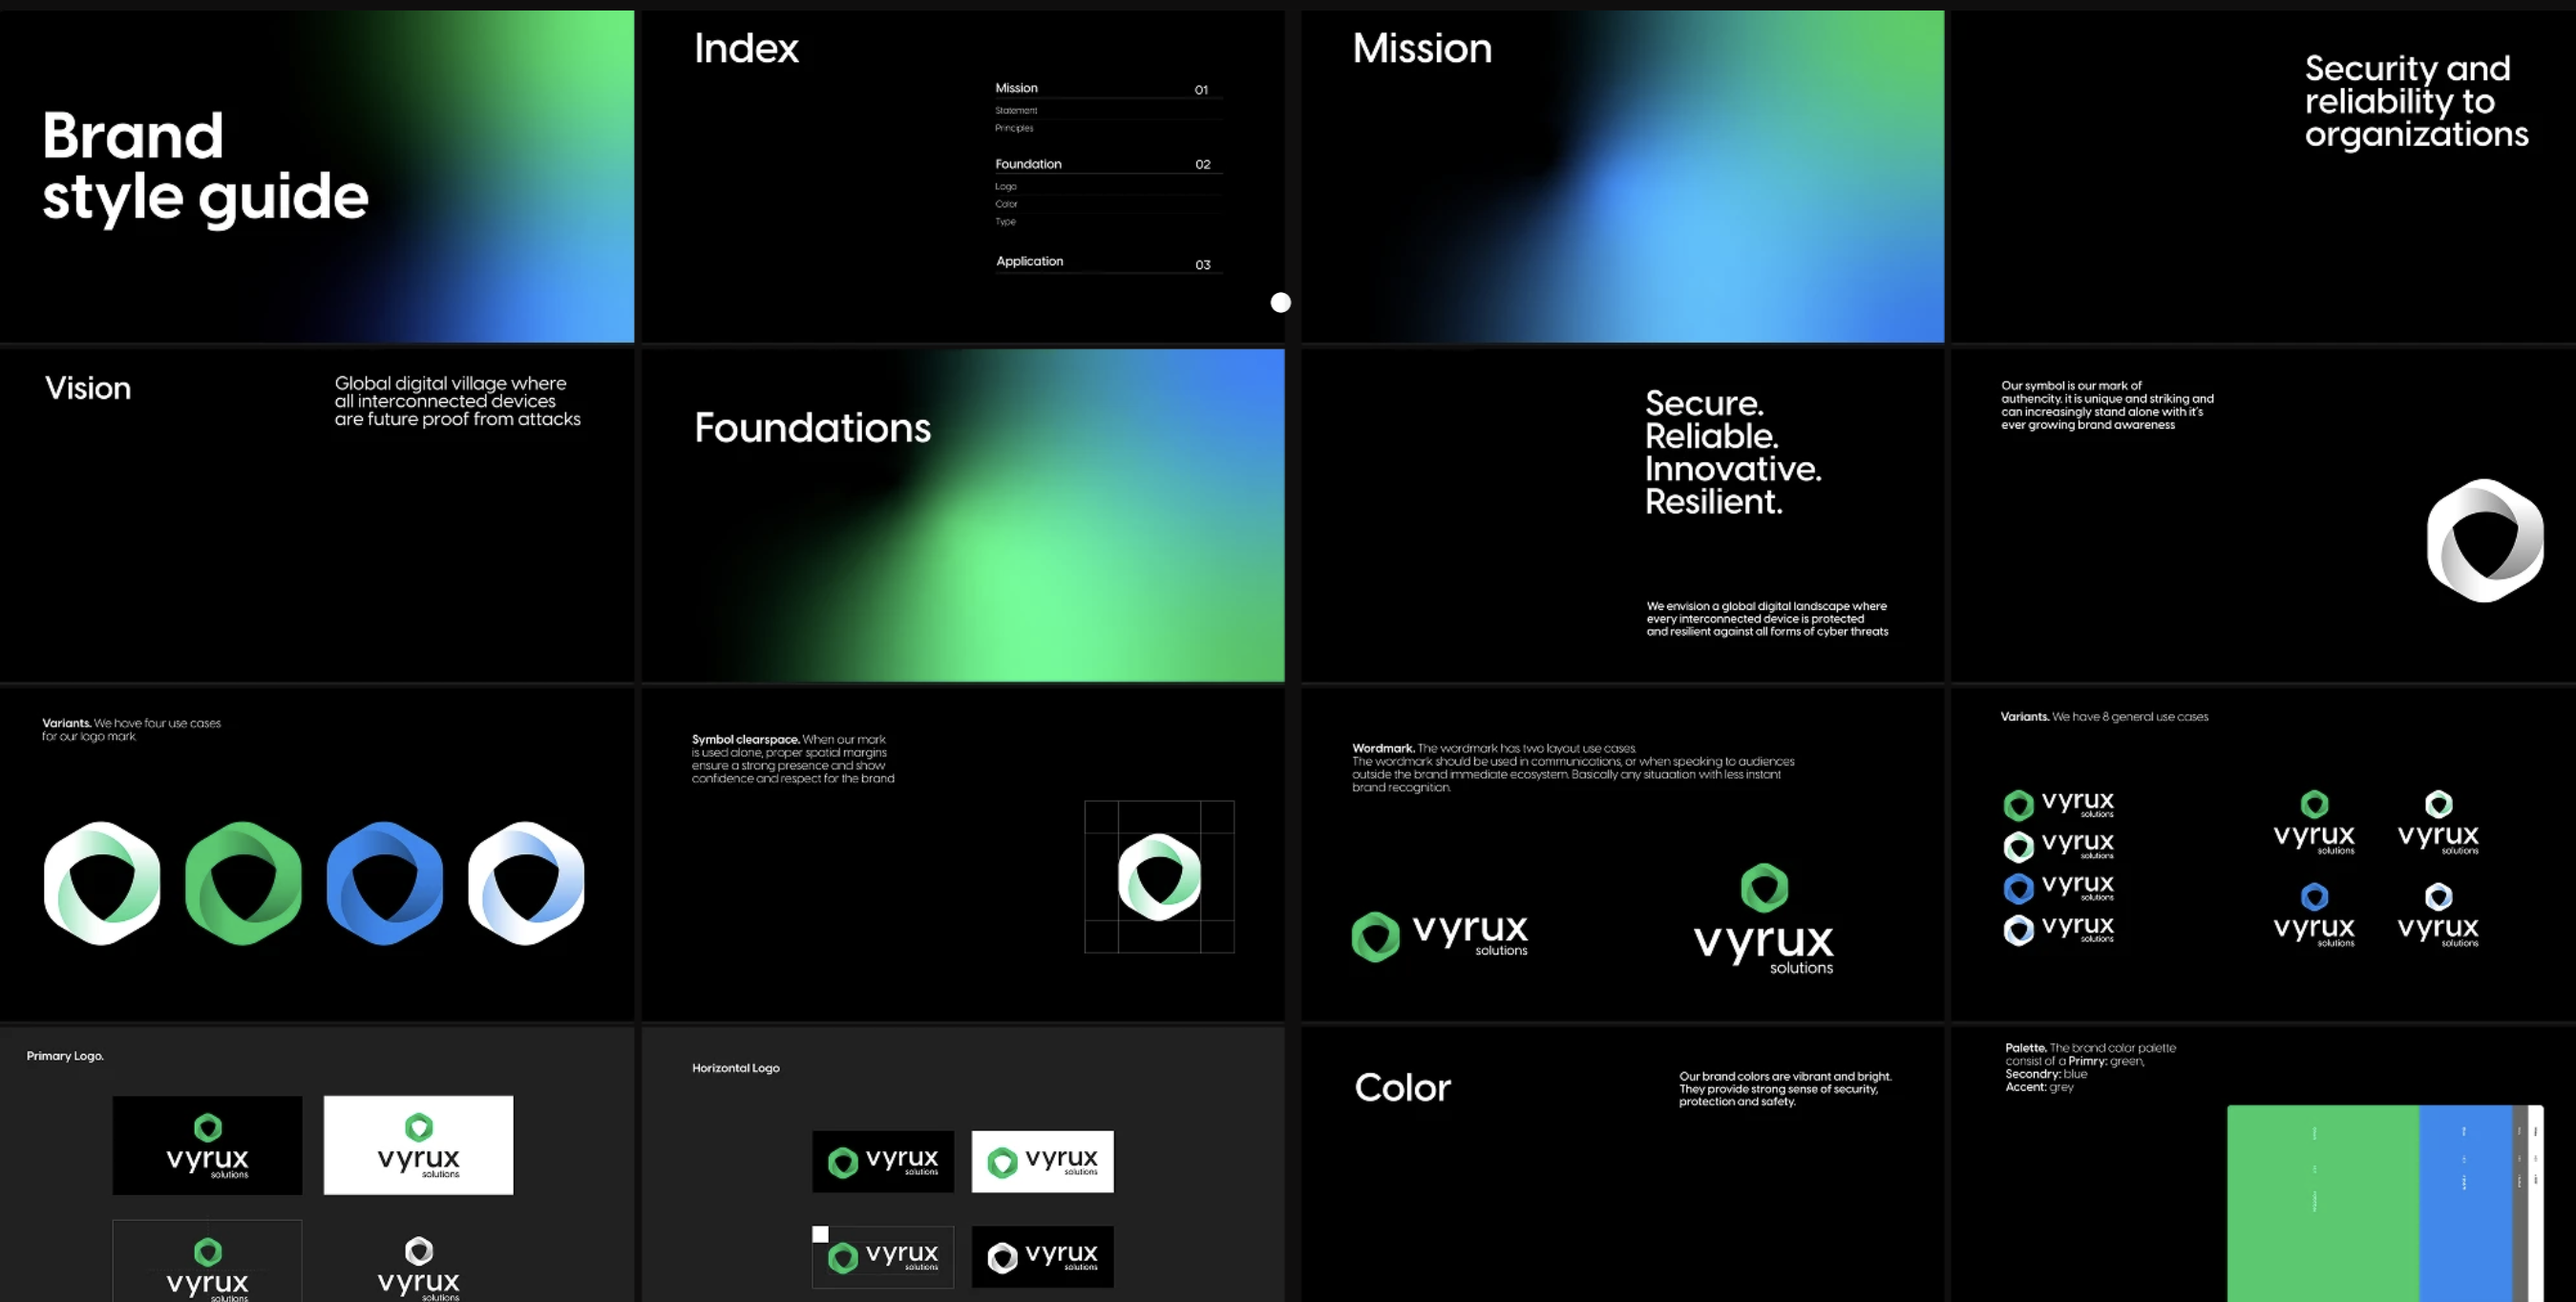 Brand
style guide
Index
Mission 01
Statement
Principles
Foundation 02
Logo
Color
Type
Application 03
Mission
Security and
reliability to
organizations
Vision
Global digital village where
all interconnected devices
are future proof from attacks
Foundations
Secure.
Reliable.
Innovative.
Resilient.
We envision a global digital landscape where
every interconnected device is protected
and resilient against all forms of cyber threats
Our symbol is our mark of
authencity. it is unique and striking and
can increasingly stand alone with it's
ever growing brand awareness
Variants. We have four use cases
for our logo mark.
Symbol clearspace. When our mark
is used alone, proper spatial margins
ensure a strong presence and show
confidence and respect for the brand
Wordmark. The wordmark has two layout use cases.
The wordmark should be used in communications, or when speaking to audiences
outside the brand immediate ecosystem. Basically any situation with less instant
brand recognition.
vyrux
solutions
vyrux
solutions
Variants. We have 8 general use cases
vyrux
solutions
vyrux
solutions
vyrux
solutions
vyrux
solutions
vyrux
solutions
vyrux
solutions
vyrux
solutions
vyrux
solutions
Primary Logo.
vyrux
solutions
vyrux
solutions
vyrux
solutions
vyrux
solutions
Horizontal Logo
vyrux
solutions
vyrux
solutions
vyrux
solutions
vyrux
solutions
Color
Our brand colors are vibrant and bright.
They provide strong sense of security,
protection and safety.
Palette. The brand color palette
consist of a Primry: green,
Secondry: blue
Accent: grey